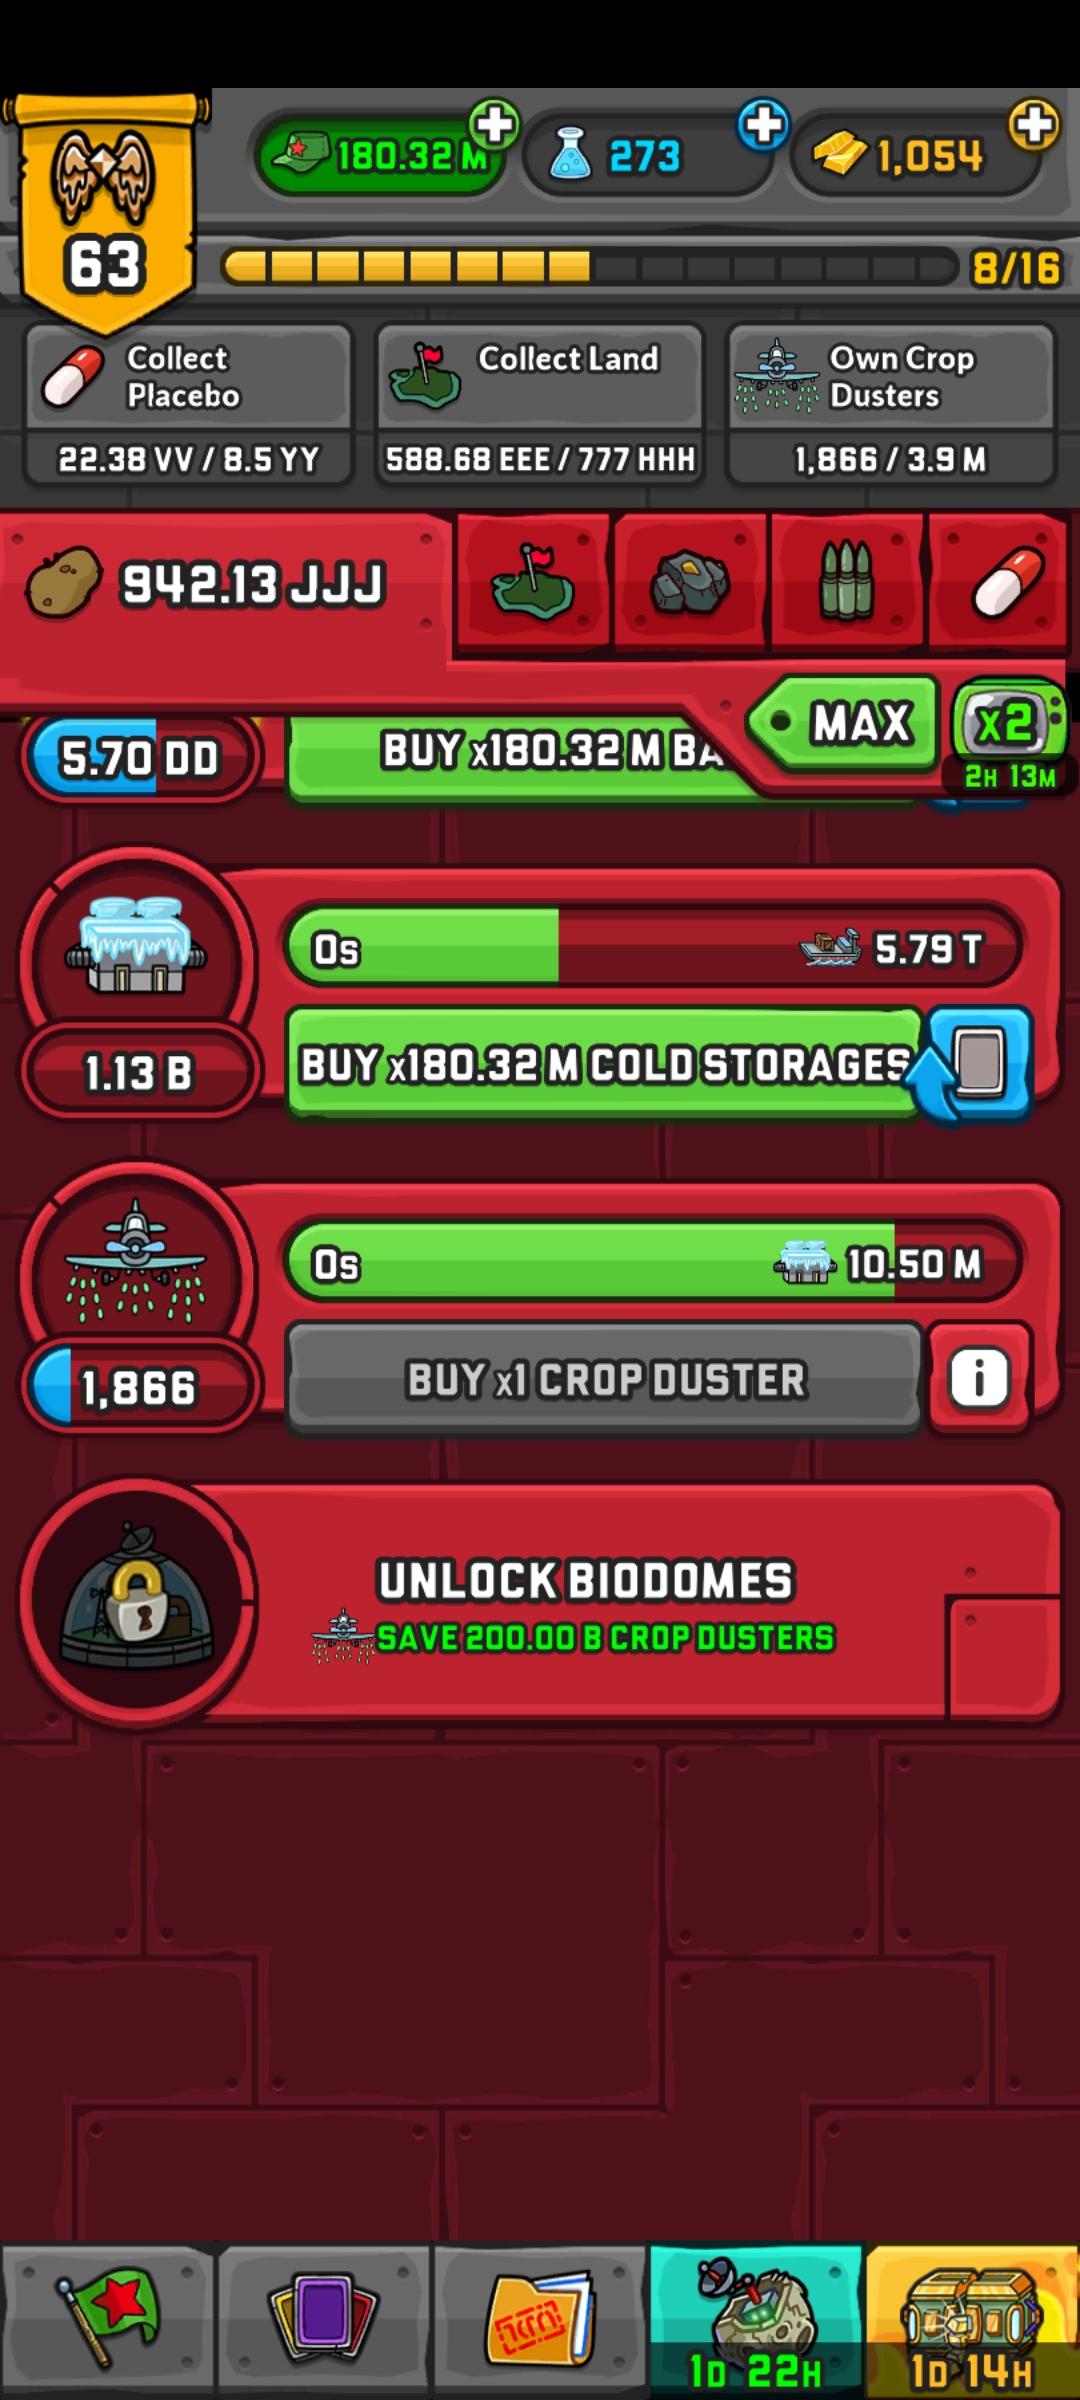 180.32 M
273
1,054
63
8/16
Collect
Placebo
22.38 VV / 8.5 YY
Collect Land
588.68 EEE / 777 HHH
Own Crop
Dusters
1,866 / 3.9 M
942.13 JJJ
MAX
x2
2H 13M
5.70 DD
BUY x180.32 M BA
0s
5.79 T
1.13 B
BUY x180.32 M COLD STORAGES
0s
10.50 M
1,866
BUY x1 CROP DUSTER
i
UNLOCK BIODOMES
SAVE 200.00 B CROP DUSTERS
1D 22H
1D 14H